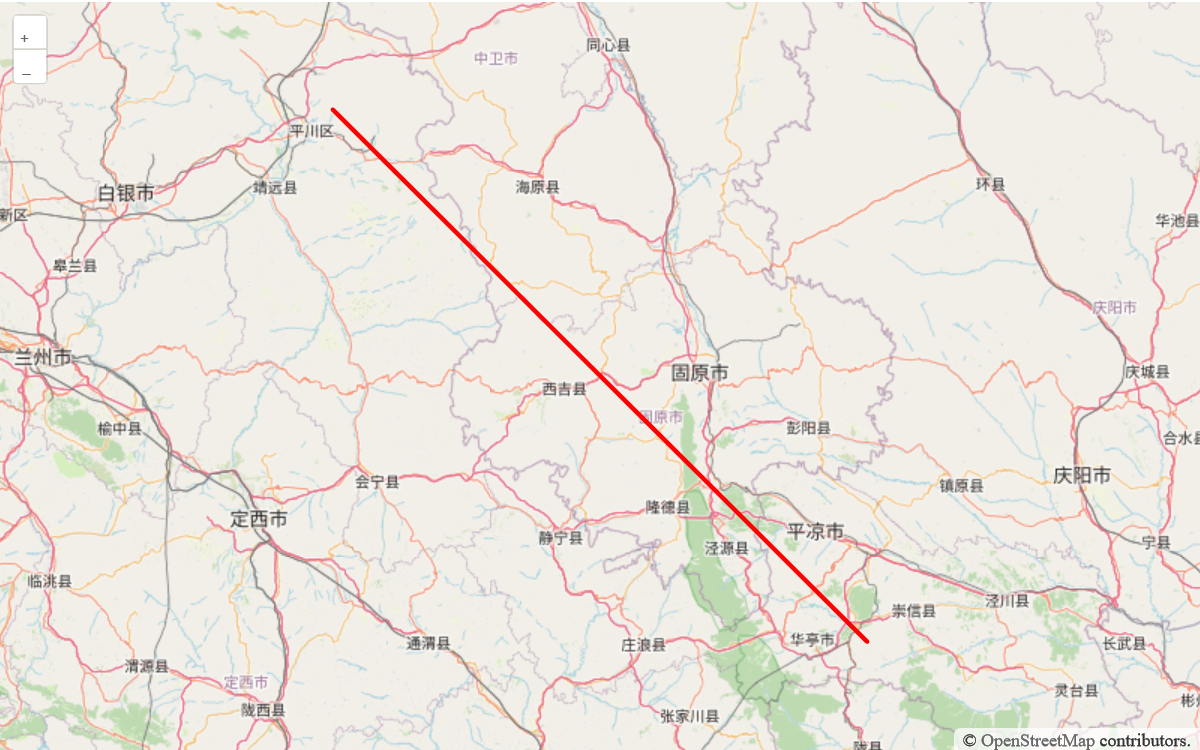 +
−
同心县
中卫市
平川区
白银市
靖远县
海原县
环县
新区
华池县
皋兰县
庆阳市
兰州市
固原市
庆城县
西吉县
固原市
榆中县
彭阳县
合水县
会宁县
庆阳市
镇原县
定西市
隆德县
平凉市
静宁县
泾源县
宁县
临洮县
泾川县
崇信县
通渭县
庄浪县
华亭市
长武县
渭源县
定西市
灵台县
彬州
陇西县
张家川县
陇县
© OpenStreetMap contributors.